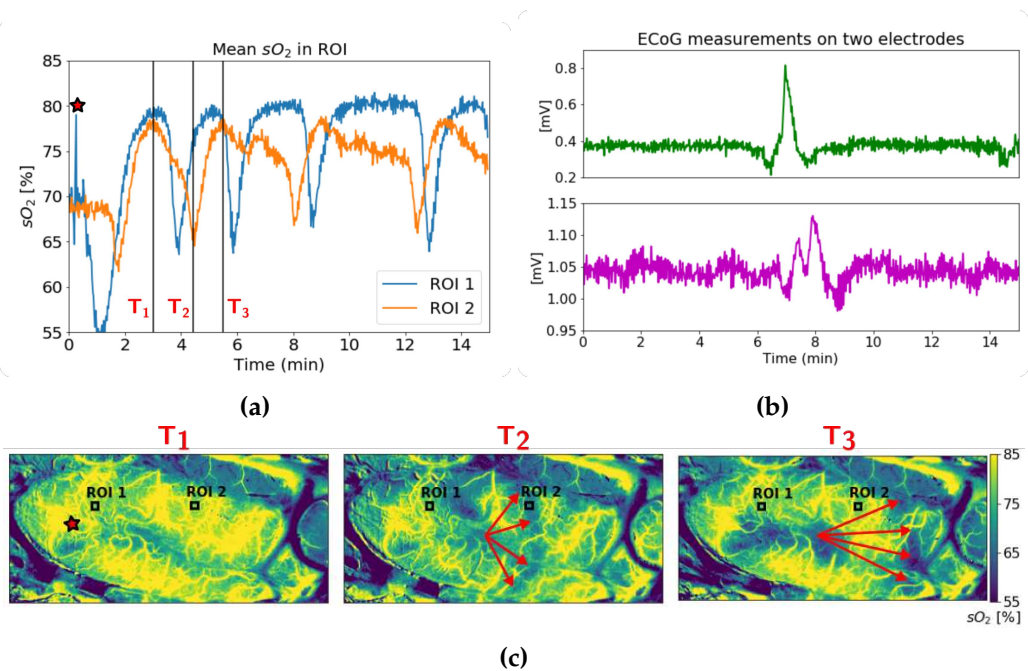 Mean sO₂ in ROI
85
80
75
70
65
60
55
sO₂ [%]
T₁ T₂ T₃
ROI 1
ROI 2
0 2 4 6 8 10 12 14
Time (min)
(a)
ECoG measurements on two electrodes
0.8
0.6
0.4
0.2
[mV]
1.15
1.10
1.05
1.00
0.95
[mV]
0 2 4 6 8 10 12 14
Time (min)
(b)
T₁ T₂ T₃
ROI 1 ROI 2
ROI 1 ROI 2
ROI 1 ROI 2
85
75
65
55
sO₂ [%]
(c)